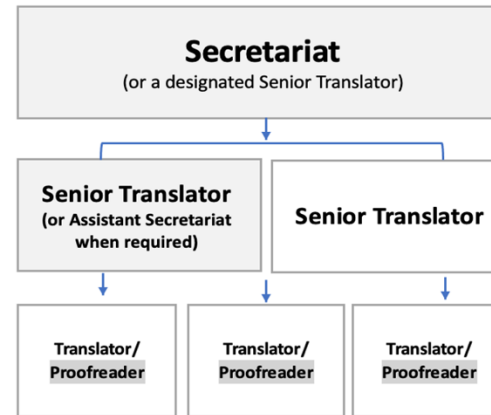 Secretariat
(or a designated Senior Translator)
Senior Translator
(or Assistant Secretariat
when required)
Senior Translator
Translator/
Proofreader
Translator/
Proofreader
Translator/
Proofreader